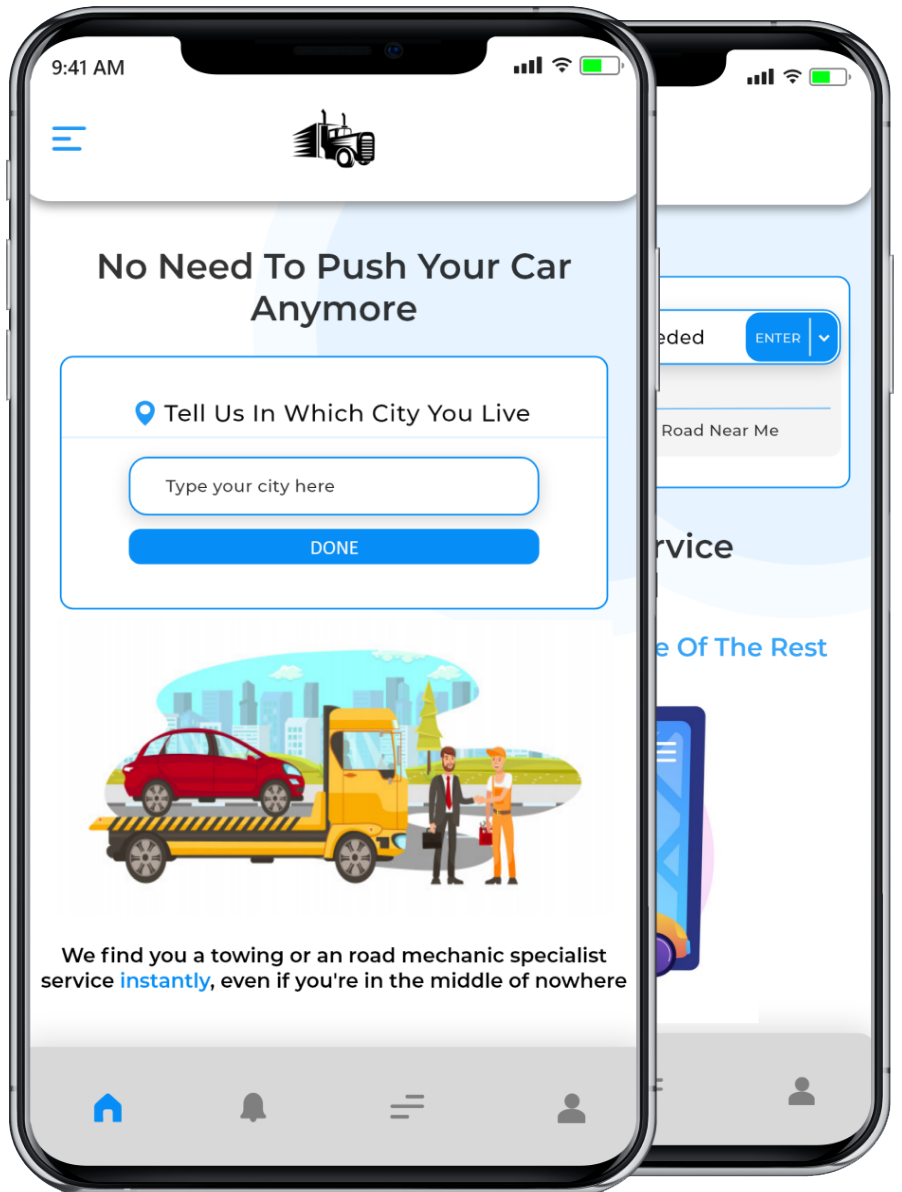 9:41 AM
No Need To Push Your Car
Anymore
Tell Us In Which City You Live
Type your city here
DONE
We find you a towing or an road mechanic specialist
service instantly, even if you're in the middle of nowhere
ENTER
Road Near Me
Of The Rest